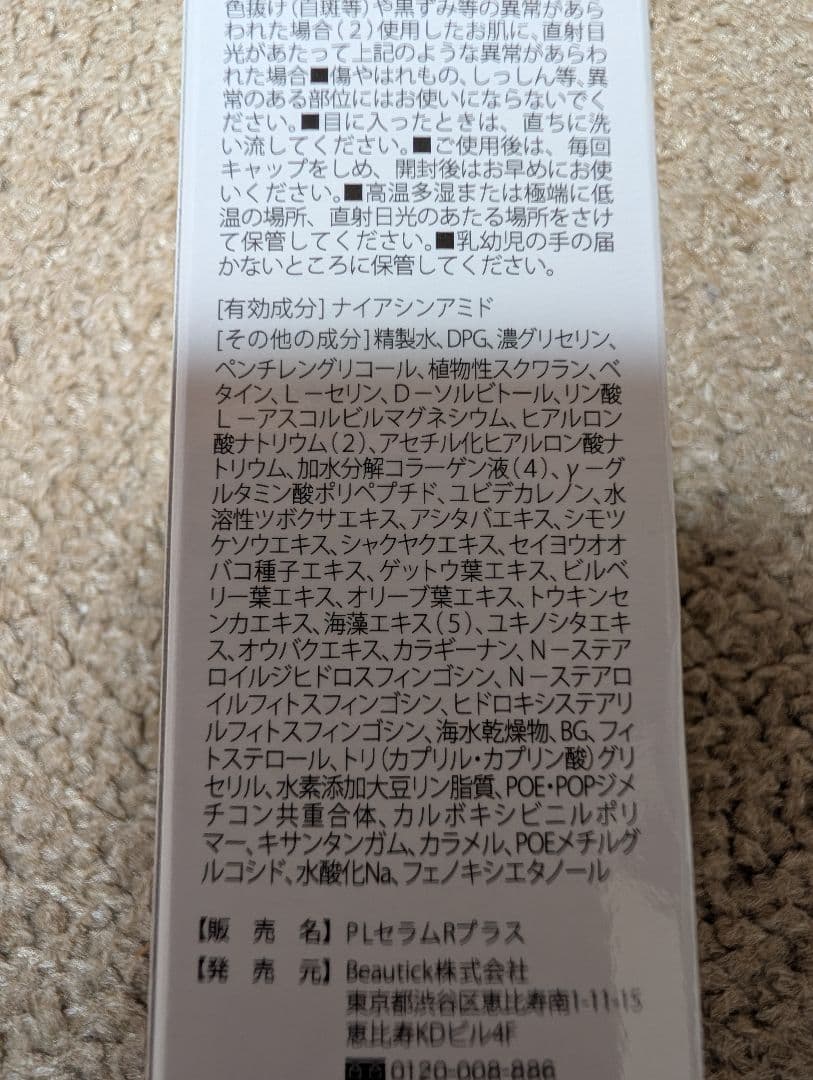 色抜け(白斑等)や黒ずみ等の異常があら
われた場合(2)使用したお肌に、直射日
光があたって上記のような異常があらわ
れた場合■傷やはれもの、しっしん等、異
常のある部位にはお使いにならないでく
ださい。■目に入ったときは、直ちに洗
い流してください。■ご使用後は、毎回
キャップをしめ、開封後はお早めにお使
いください。■高温多湿または極端に低
温の場所、直射日光のあたる場所をさけ
て保管してください。■乳幼児の手の届
かないところに保管してください。
[有効成分]ナイアシンアミド
[その他の成分]精製水、DPG、濃グリセリン、
ペンチレングリコール、植物性スクワラン、ベ
タイン、L-セリン、D-ソルビトール、リン酸
L-アスコルビルマグネシウム、ヒアルロン
酸ナトリウム(2)、アセチル化ヒアルロン酸ナ
トリウム、加水分解コラーゲン液(4)、γ-グ
ルタミン酸ポリペプチド、ユビデカレノン、水
溶性ツボクサエキス、アシタバエキス、シモツ
ケソウエキス、シャクヤクエキス、セイヨウオオ
バコ種子エキス、ゲットウ葉エキス、ビルベ
リー葉エキス、オリーブ葉エキス、トウキンセ
ンカエキス、海藻エキス(5)、ユキノシタエキ
ス、オウバクエキス、カラギーナン、N-ステア
ロイルジヒドロスフィンゴシン、N-ステアロ
イルフィトスフィンゴシン、ヒドロキシステアリ
ルフィトスフィンゴシン、海水乾燥物、BG、フィ
トステロール、トリ(カプリル・カプリン酸)グリ
セリル、水素添加大豆リン脂質、POE・POPジメ
チコン共重合体、カルボキシビニルポリ
マー、キサンタンガム、カラメル、POEメチルグ
ルコシド、水酸化Na、フェノキシエタノール
【販 売 名】PLセラムRプラス
【発 売 元】Beautick株式会社
東京都渋谷区恵比寿南1-11-15
恵比寿KDビル4F
0120-008-886